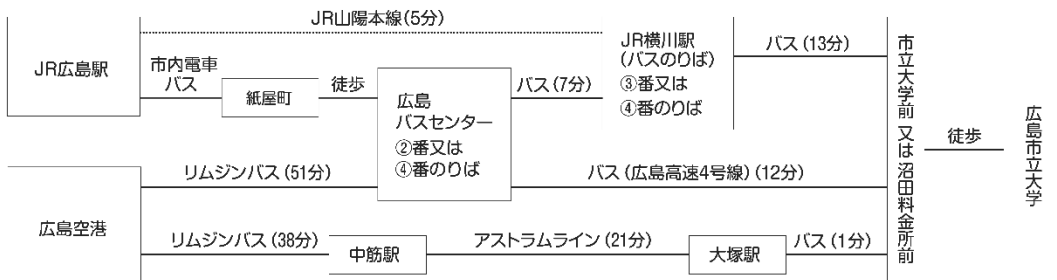 JR山陽本線(5分)
JR広島駅
市内電車
バス
紙屋町
徒歩
広島
バスセンター
②番又は
④番のりば
バス(7分)
JR横川駅
(バスのりば)
③番又は
④番のりば
バス(13分)
リムジンバス(51分)
バス(広島高速4号線)(12分)
広島空港
リムジンバス(38分)
中筋駅
アストラムライン(21分)
大塚駅
バス(1分)
市立大学前 又は 沼田料金所前
徒歩
広島市立大学